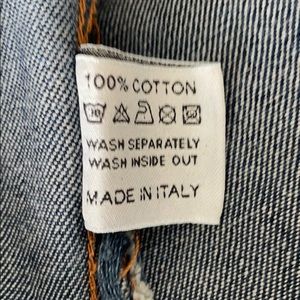 100% COTTON
WASH SEPARATELY
WASH INSIDE OUT
MADE IN ITALY